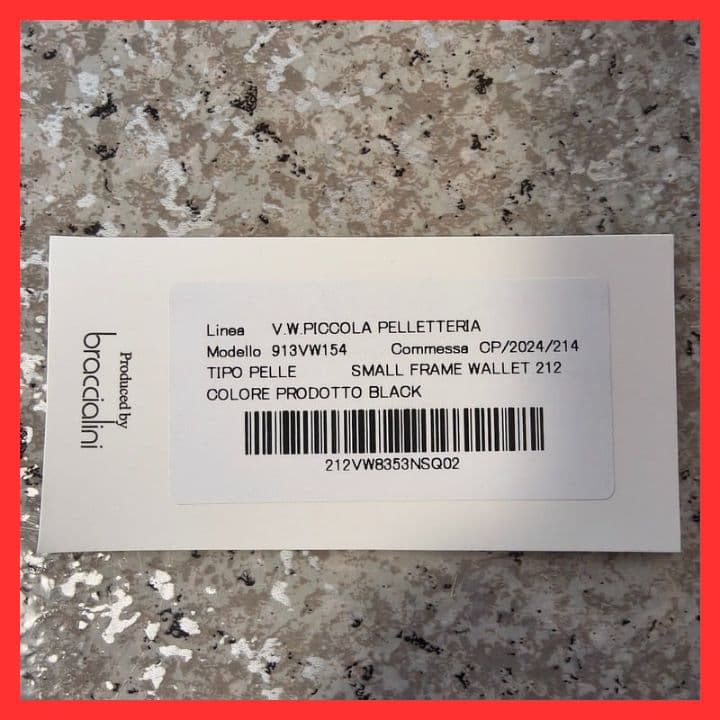 Produced by
braccialini
Linea V.W.PICCOLA PELLETTERIA
Modello 913VW154 Commessa CP/2024/214
TIPO PELLE SMALL FRAME WALLET 212
COLORE PRODOTTO BLACK
212VW8353NSQ02